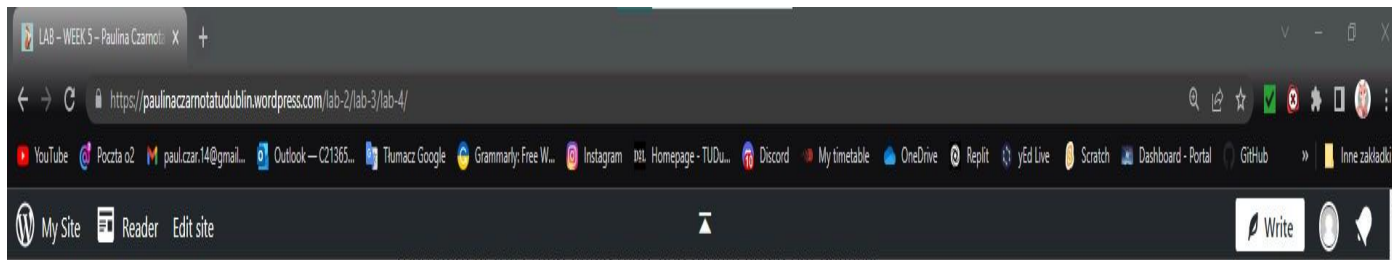 LAB – WEEK 5 – Paulina Czarnota
https://paulinaczarnotatudublin.wordpress.com/lab-2/lab-3/lab-4/
YouTube Poczta o2 paul.czar.14@gmail... Outlook — C21365... Tłumacz Google Grammarly: Free W... Instagram Homepage - TUDu... Discord My timetable OneDrive Replit yEd Live Scratch Dashboard - Portal GitHub » Inne zakładki
My Site Reader Edit site Write